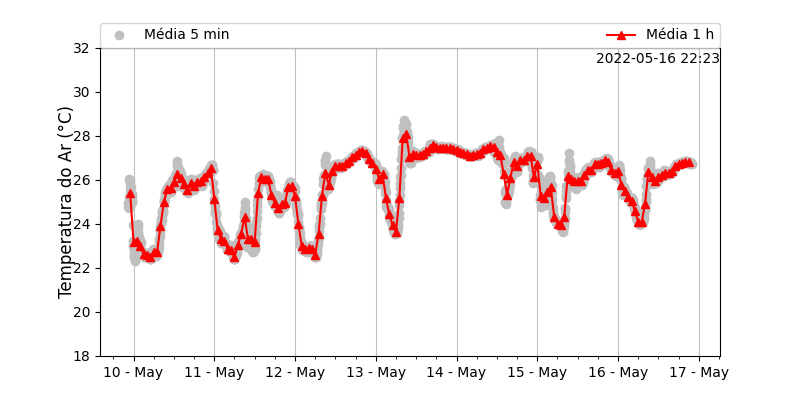 Média 5 min
Média 1 h
2022-05-16 22:23
Temperatura do Ar (°C)
32
30
28
26
24
22
20
18
10 - May
11 - May
12 - May
13 - May
14 - May
15 - May
16 - May
17 - May